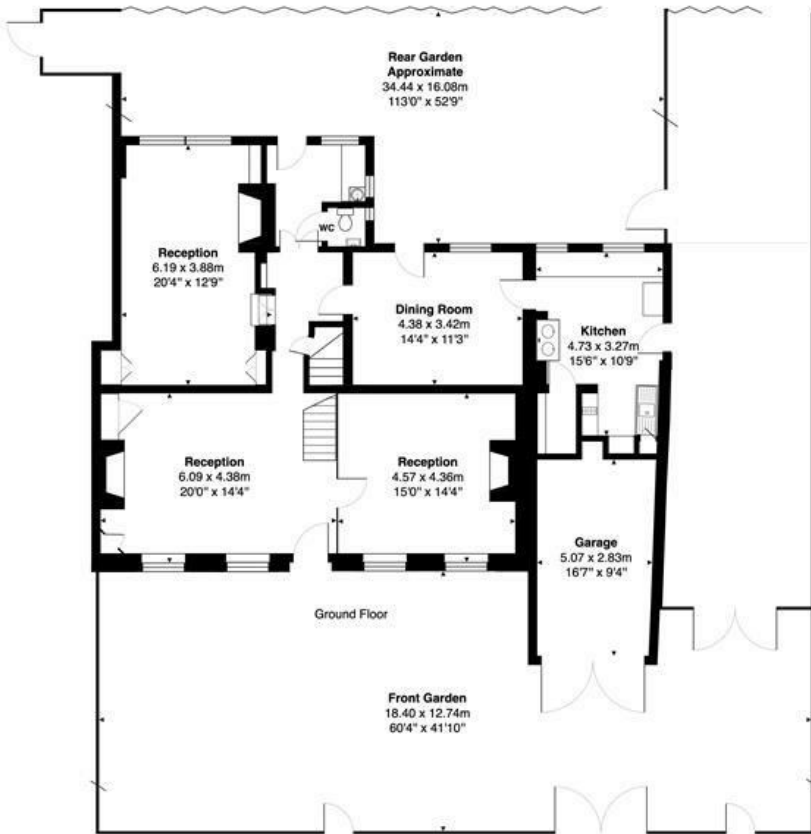 Rear Garden
Approximate
34.44 x 16.08m
113'0" x 52'9"
WC
Reception
6.19 x 3.88m
20'4" x 12'9"
Dining Room
4.38 x 3.42m
14'4" x 11'3"
Kitchen
4.73 x 3.27m
15'6" x 10'9"
Reception
6.09 x 4.38m
20'0" x 14'4"
Reception
4.57 x 4.36m
15'0" x 14'4"
Garage
5.07 x 2.83m
16'7" x 9'4"
Ground Floor
Front Garden
18.40 x 12.74m
60'4" x 41'10"